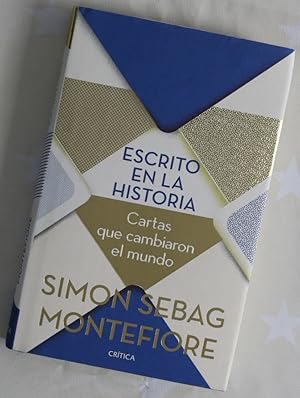 ESCRITO
EN LA
HISTORIA
Cartas
que cambiaron
el mundo
SIMON SEBAG
MONTEFIORE
CRÍTICA